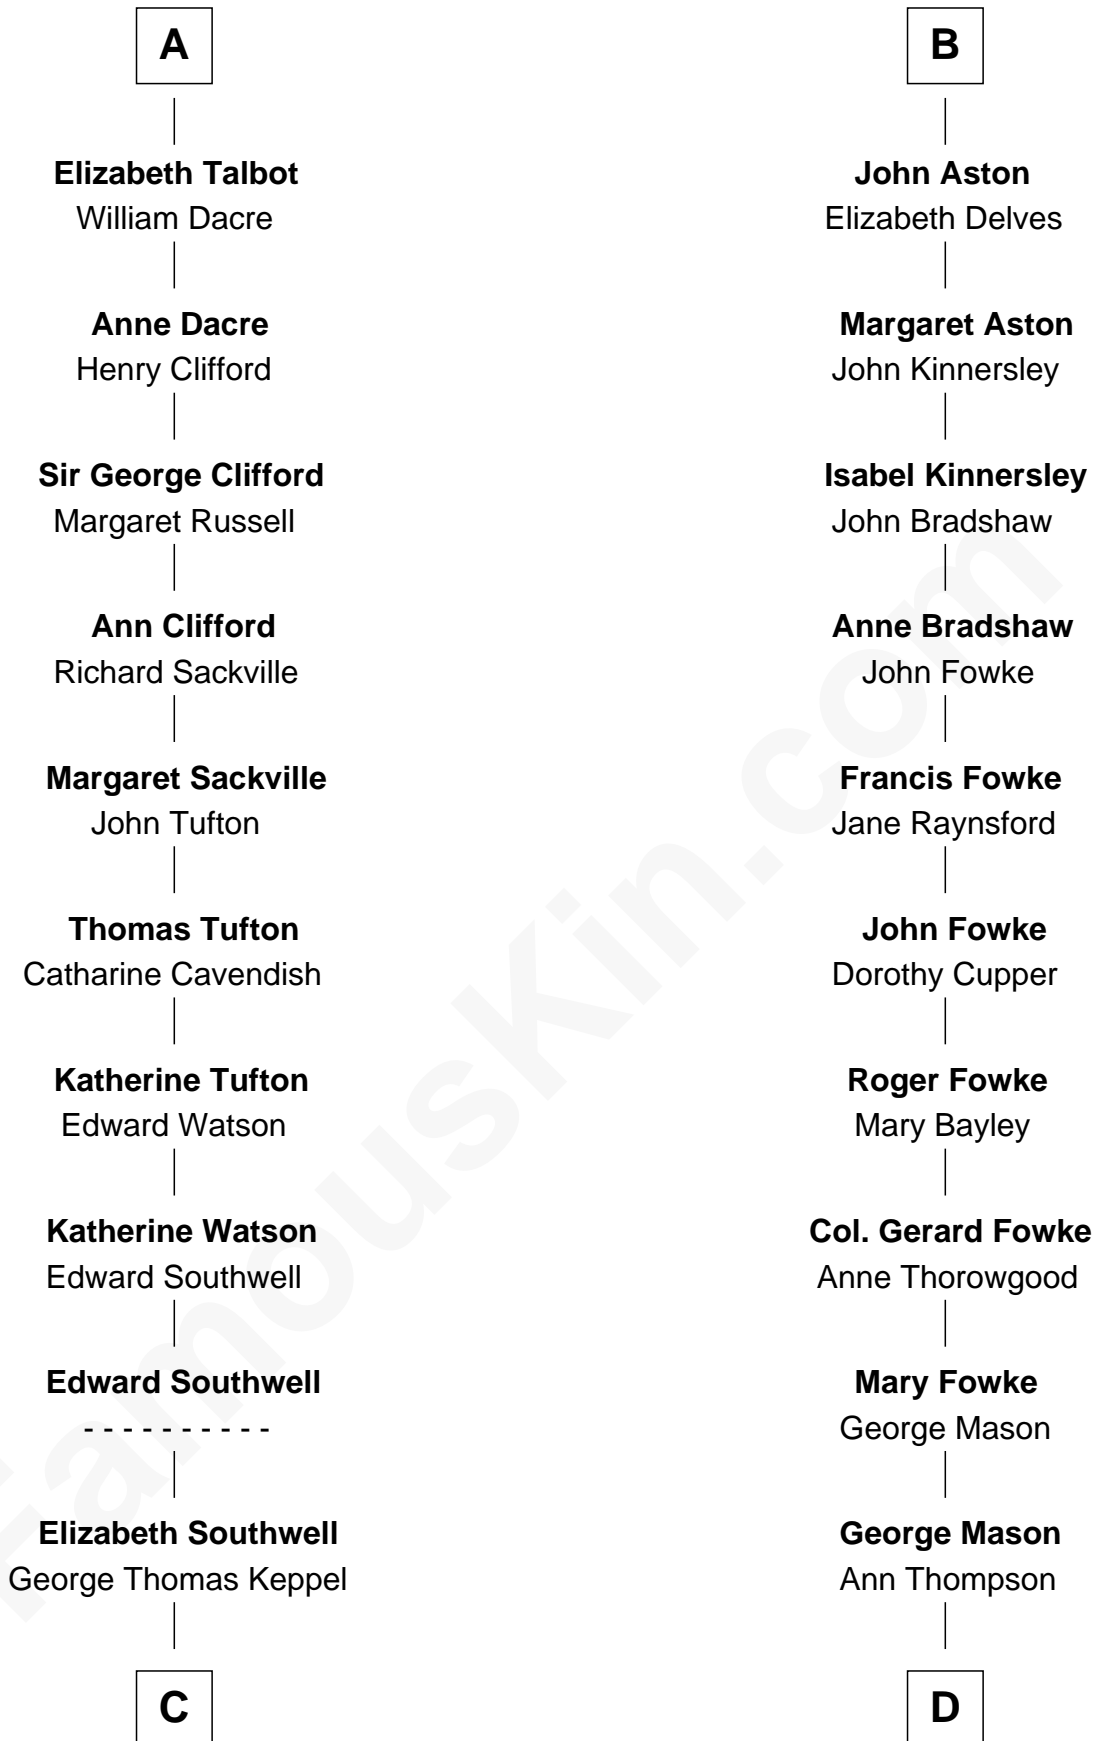 A
Elizabeth Talbot
William Dacre
Anne Dacre
Henry Clifford
Sir George Clifford
Margaret Russell
Ann Clifford
Richard Sackville
Margaret Sackville
John Tufton
Thomas Tufton
Catharine Cavendish
Katherine Tufton
Edward Watson
Katherine Watson
Edward Southwell
Edward Southwell
- - - - - - - - - -
Elizabeth Southwell
George Thomas Keppel
C
B
John Aston
Elizabeth Delves
Margaret Aston
John Kinnersley
Isabel Kinnersley
John Bradshaw
Anne Bradshaw
John Fowke
Francis Fowke
Jane Raynsford
John Fowke
Dorothy Cupper
Roger Fowke
Mary Bayley
Col. Gerard Fowke
Anne Thorowgood
Mary Fowke
George Mason
George Mason
Ann Thompson
D
FamousKin.com